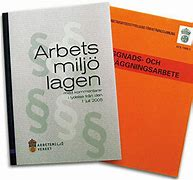 Arbets
miljö
lagen
med kommentarer
i lydelse från den
1 juli 2005
ARBETSMILJÖ
VERKET
GNADS- OCH
ÄGGNINGSARBETE